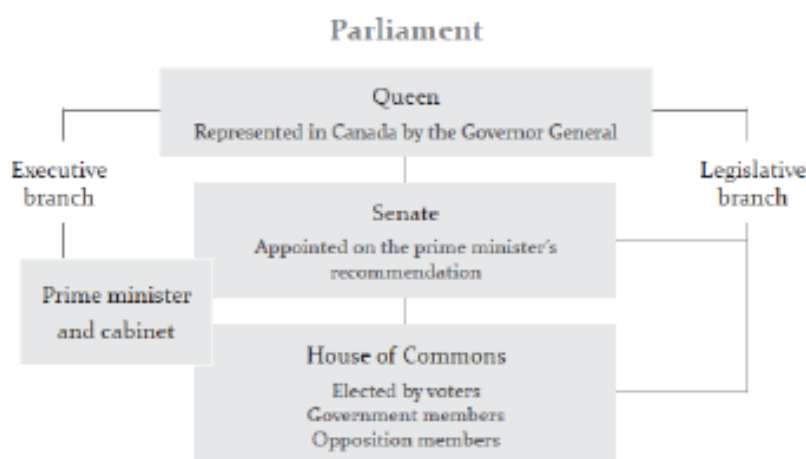 Parliament
Queen
Represented in Canada by the Governor General
Executive
branch
Legislative
branch
Senate
Appointed on the prime minister's
recommendation
Prime minister
and cabinet
House of Commons
Elected by voters
Government members
Opposition members